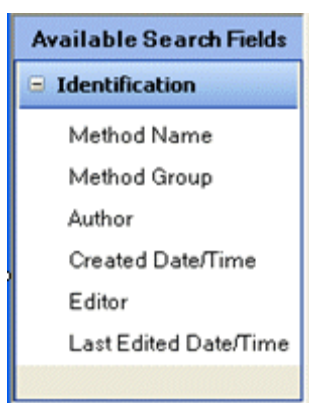 Available Search Fields
Identification
Method Name
Method Group
Author
Created Date/Time
Editor
Last Edited Date/Time